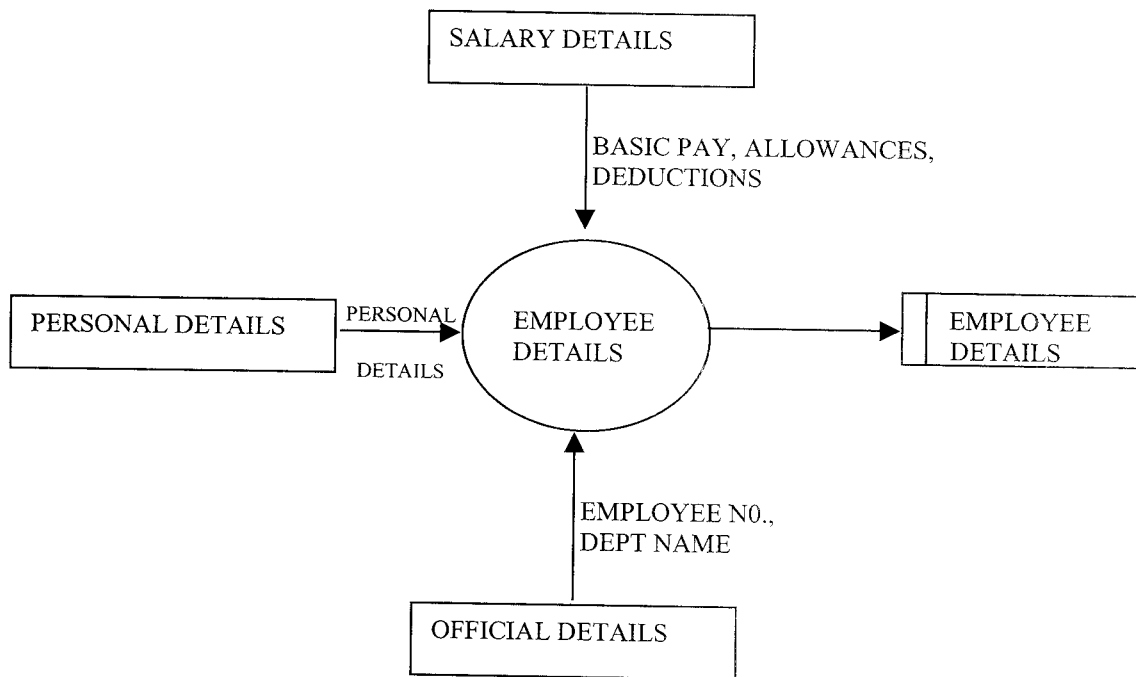 SALARY DETAILS
BASIC PAY, ALLOWANCES,
DEDUCTIONS
PERSONAL DETAILS
PERSONAL
DETAILS
EMPLOYEE
DETAILS
EMPLOYEE
DETAILS
EMPLOYEE N0.,
DEPT NAME
OFFICIAL DETAILS